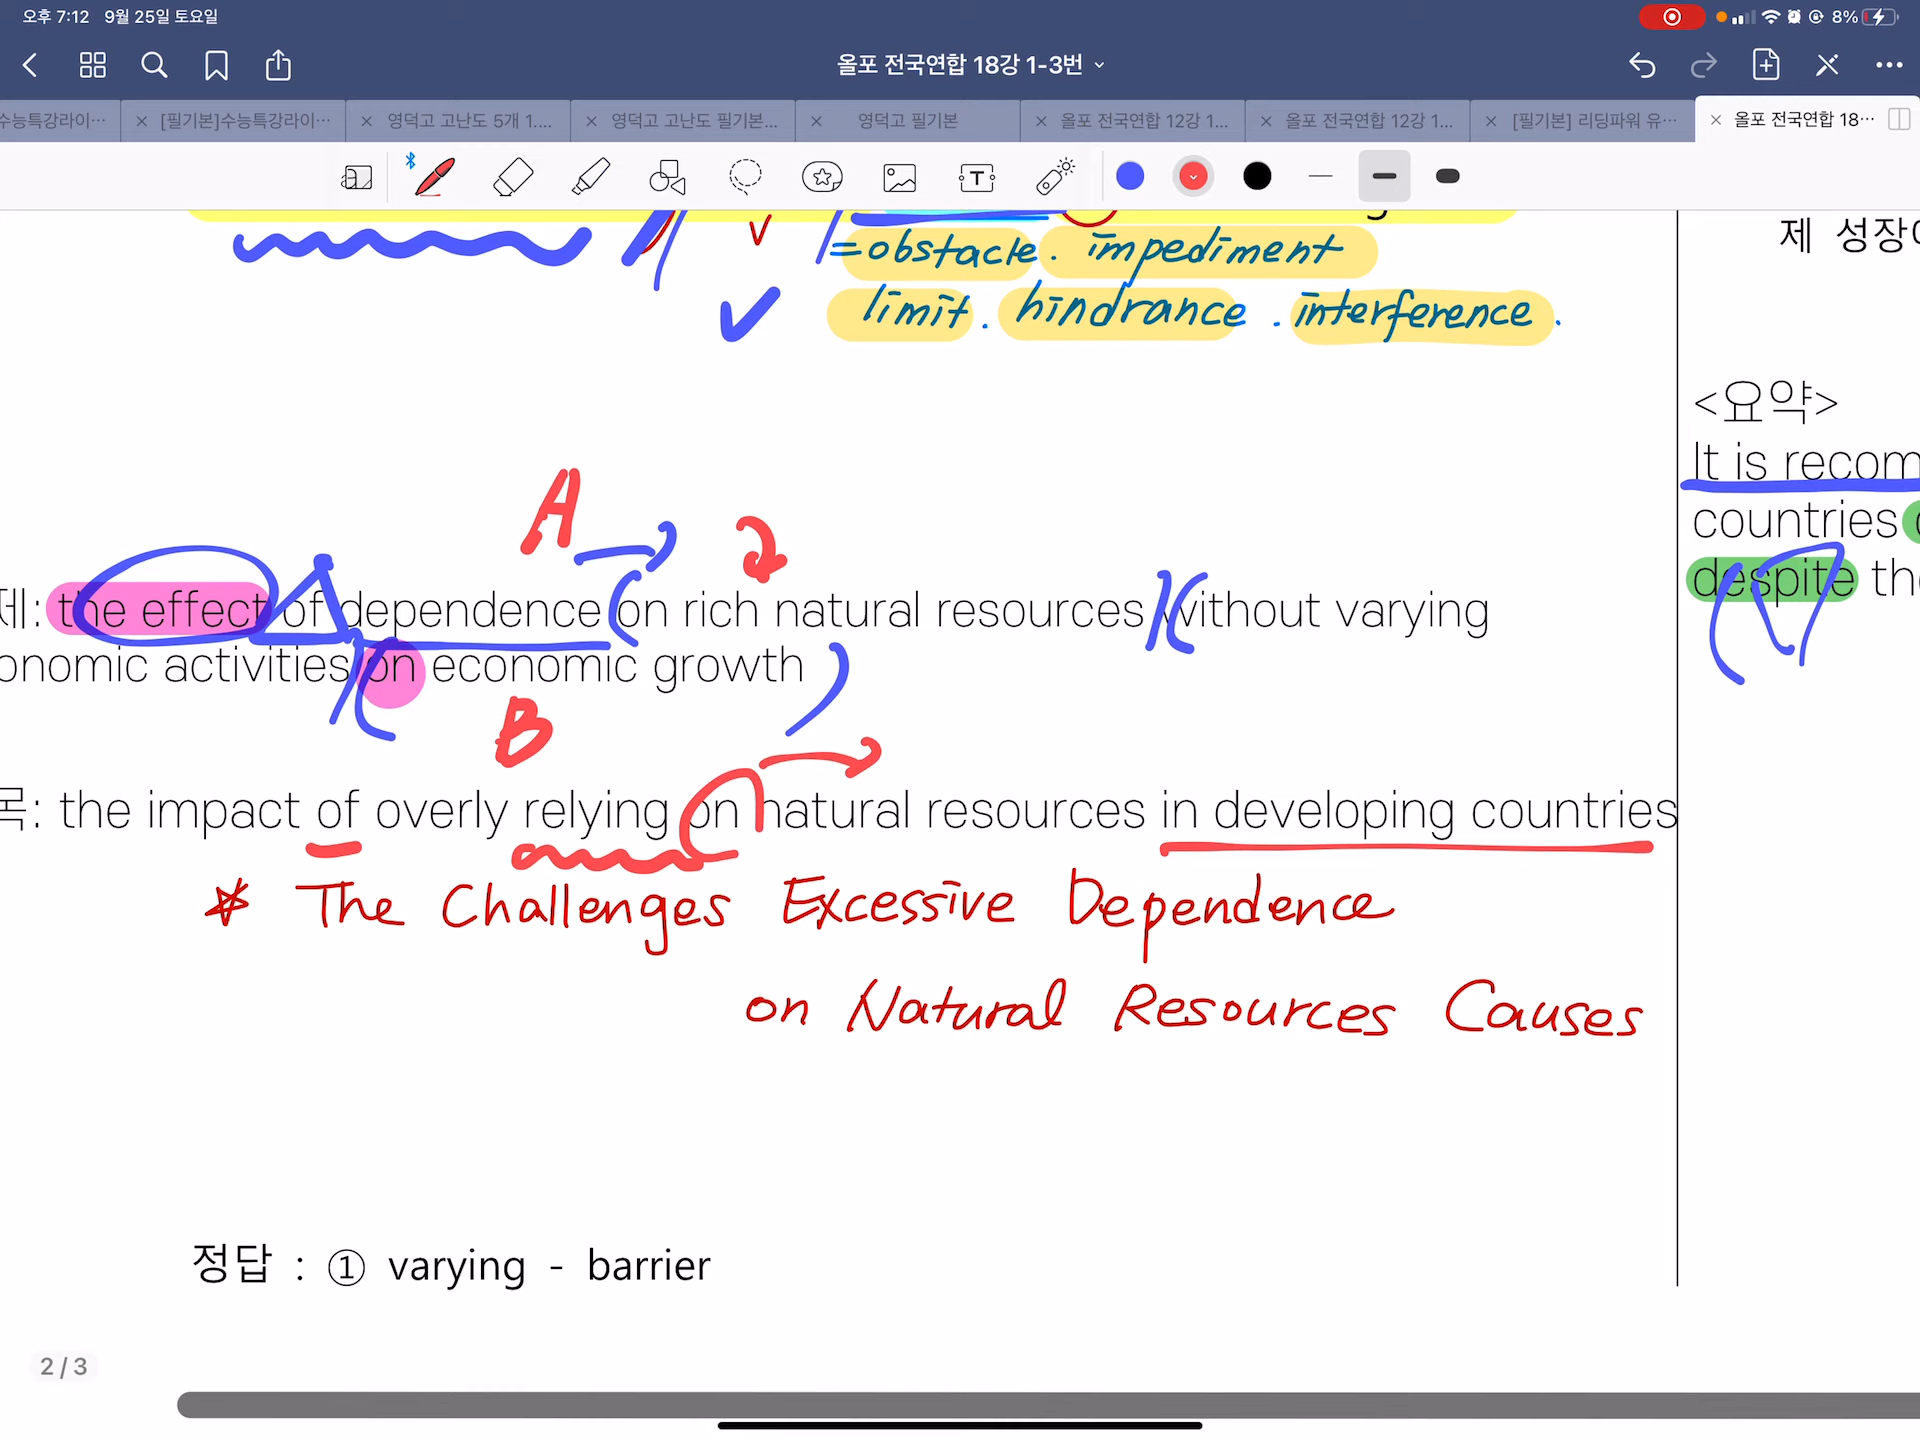 오후 7:12 9월 25일 토요일
8%
올포 전국연합 18강 1-3번
수능특강라이… × [필기본]수능특강라이… × 영덕고 고난도 5개 1.... × 영덕고 고난도 필기본... × 영덕고 필기본 × 올포 전국연합 12강 1... × 올포 전국연합 12강 1... × [필기본] 리딩파워 유… × 올포 전국연합 18…
v
=obstacle. impediment
limit. hindrance. interference.
A
제: the effect of dependence on rich natural resources without varying
onomic activities on economic growth
B
목: the impact of overly relying on natural resources in developing countries
* The Challenges Excessive Dependence
on Natural Resources Causes
정답 : ① varying - barrier
2 / 3
제 성장
<요약>
It is recom
countries
despite th